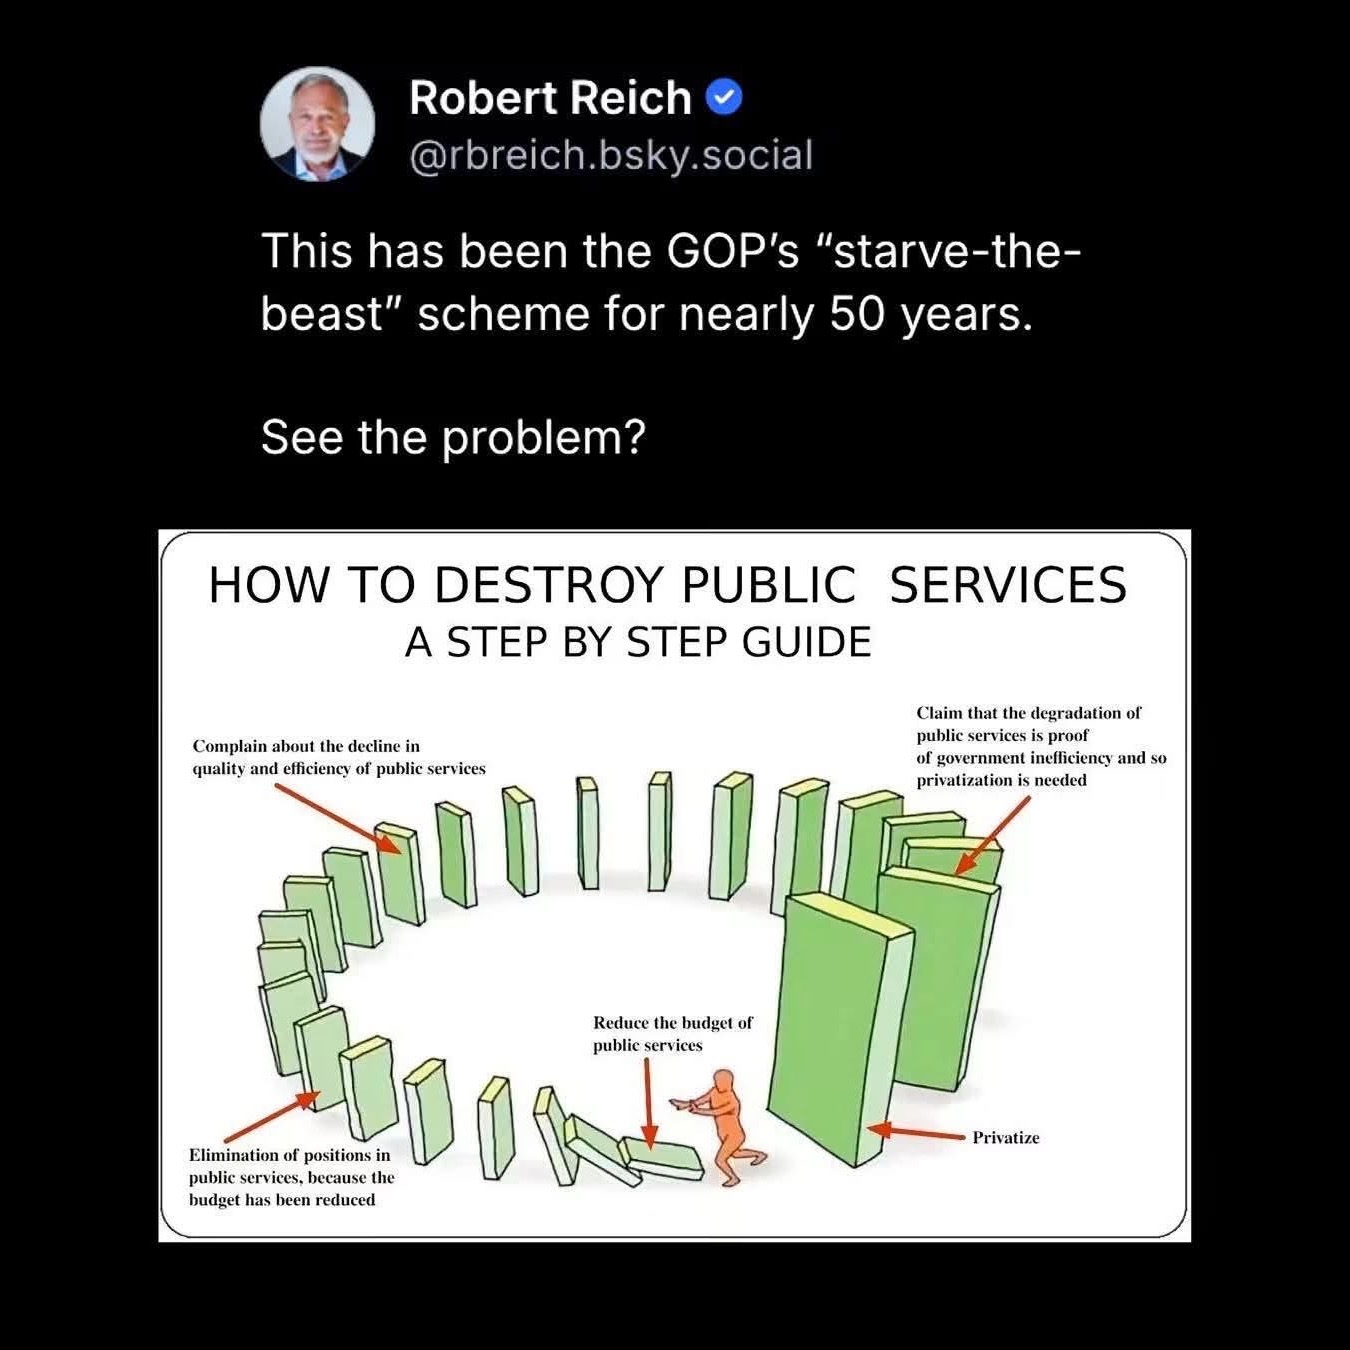 Robert Reich
@rbreich.bsky.social
This has been the GOP’s “starve-the-
beast” scheme for nearly 50 years.
See the problem?
HOW TO DESTROY PUBLIC SERVICES
A STEP BY STEP GUIDE
Claim that the degradation of
public services is proof
of government inefficiency and so
privatization is needed
Complain about the decline in
quality and efficiency of public services
Reduce the budget of
public services
Privatize
Elimination of positions in
public services, because the
budget has been reduced